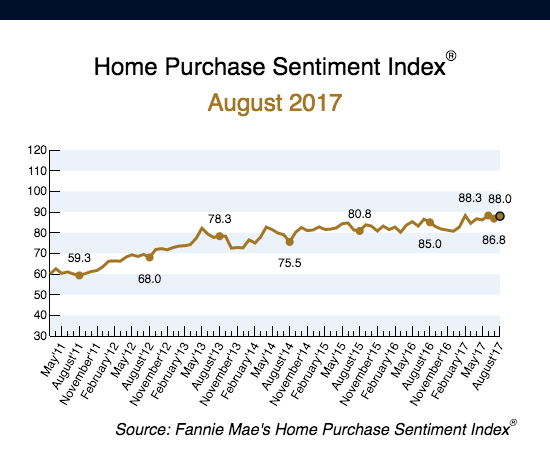 Home Purchase Sentiment Index®
August 2017
120
110
100
90
80
70
60
50
40
30
59.3
68.0
78.3
75.5
80.8
85.0
88.3
86.8
88.0
May'11
August'11
November'11
February'12
May'12
August'12
November'12
February'13
May'13
August'13
November'13
February'14
May'14
August'14
November'14
February'15
May'15
August'15
November'15
February'16
May'16
August'16
November'16
February'17
May'17
August'17
Source: Fannie Mae's Home Purchase Sentiment Index®